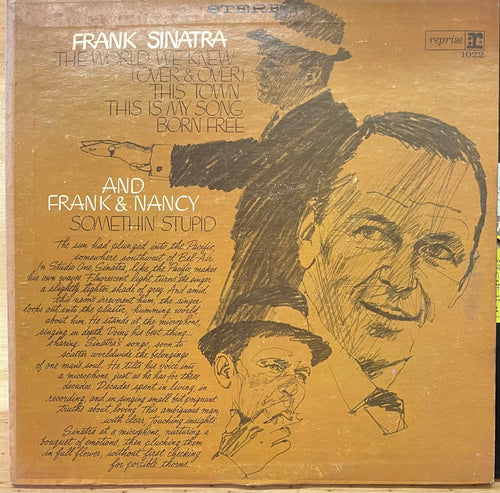 STEREO
FRANK SINATRA
reprise
1022
THE WORLD WE KNEW
(OVER & OVER)
THIS TOWN
THIS IS MY SONG
BORN FREE
AND
FRANK & NANCY
SOMETHIN' STUPID
The sun had plunged into the Pacific,
somewhere southwest of Bel-Air.
In Studio One, Sinatra, like the Pacific, makes
his own waves. Fluorescent light turns the singer
a slightly lighter shade of grey. And amid
this room's irreverent hum, the singer
looks out into the plastic, humming world
about him. He stands at the microphone,
singing in depth. Doing his best thing...
sharing. Sinatra's songs, soon to
scatter worldwide the belongings
of one man's soul. He tilts his voice into
a microphone, just as he has for three
decades. Decades spent in living, in
recording, and in singing small but poignant
truths about loving. This ambiguous man,
with clear, touching insights.
Sinatra at a microphone, nurturing a
bouquet of emotions, then plucking them
in full flower, without first checking
for possible thorns.